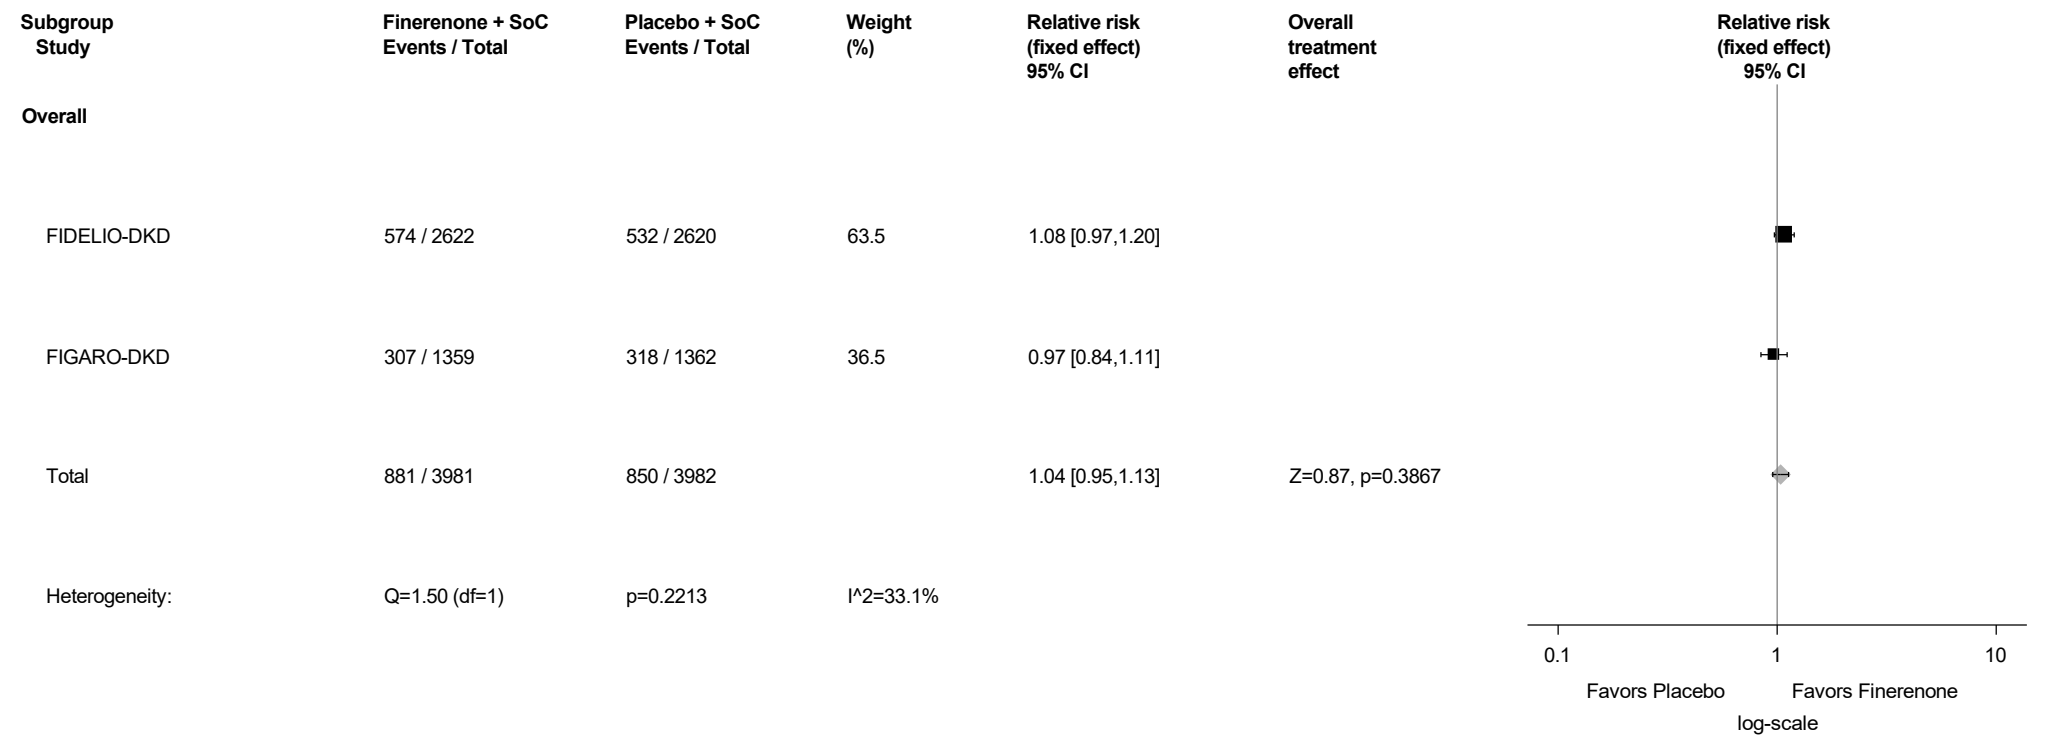 Subgroup Finerenone + SoC Placebo + SoC Weight Relative risk Overall Relative risk
Study Events / Total Events / Total (%) (fixed effect) treatment (fixed effect)
95% CI effect 95% CI
Overall
FIDELIO-DKD 574 / 2622 532 / 2620 63.5 1.08 [0.97,1.20]
FIGARO-DKD 307 / 1359 318 / 1362 36.5 0.97 [0.84,1.11]
Total 881 / 3981 850 / 3982 1.04 [0.95,1.13] Z=0.87, p=0.3867
Heterogeneity: Q=1.50 (df=1) p=0.2213 I^2=33.1%
0.1 1 10
Favors Placebo Favors Finerenone
log-scale